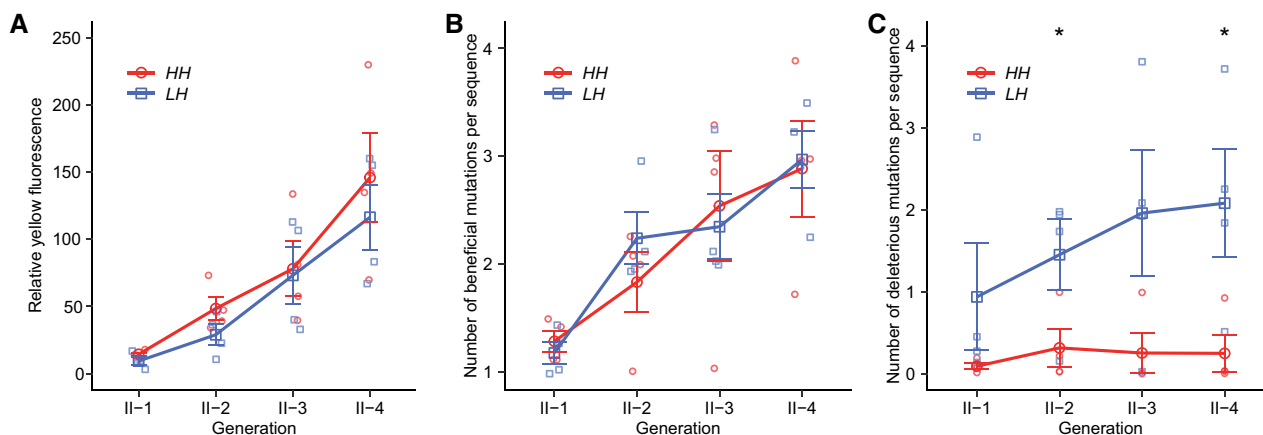 A
Relative yellow fluorescence
250
200
150
100
50
0
HH
LH
II−1 II−2 II−3 II−4
Generation
B
Number of beneficial mutations per sequence
4
3
2
1
HH
LH
II−1 II−2 II−3 II−4
Generation
C
Number of deleterious mutations per sequence
4
3
2
1
0
* *
HH
LH
II−1 II−2 II−3 II−4
Generation